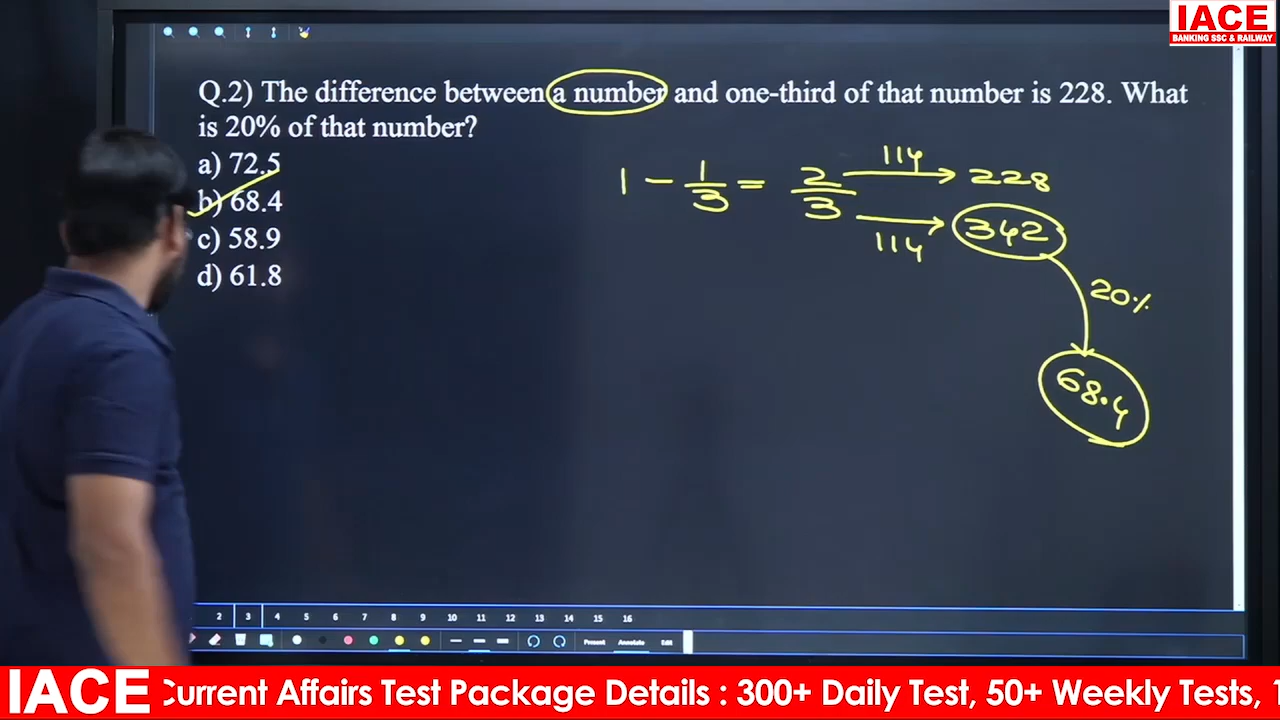 IACE
BANKING SSC & RAILWAY
Q.2) The difference between a number and one-third of that number is 228. What
is 20% of that number?
a) 72.5
b) 68.4
c) 58.9
d) 61.8
1 - 1/3 = 2/3
114
228
114
342
20%
68.4
2 3 4 5 6 7 8 9 10 11 12 13 14 15 16
Present Annotate Edit
IACE
Current Affairs Test Package Details : 300+ Daily Test, 50+ Weekly Tests,